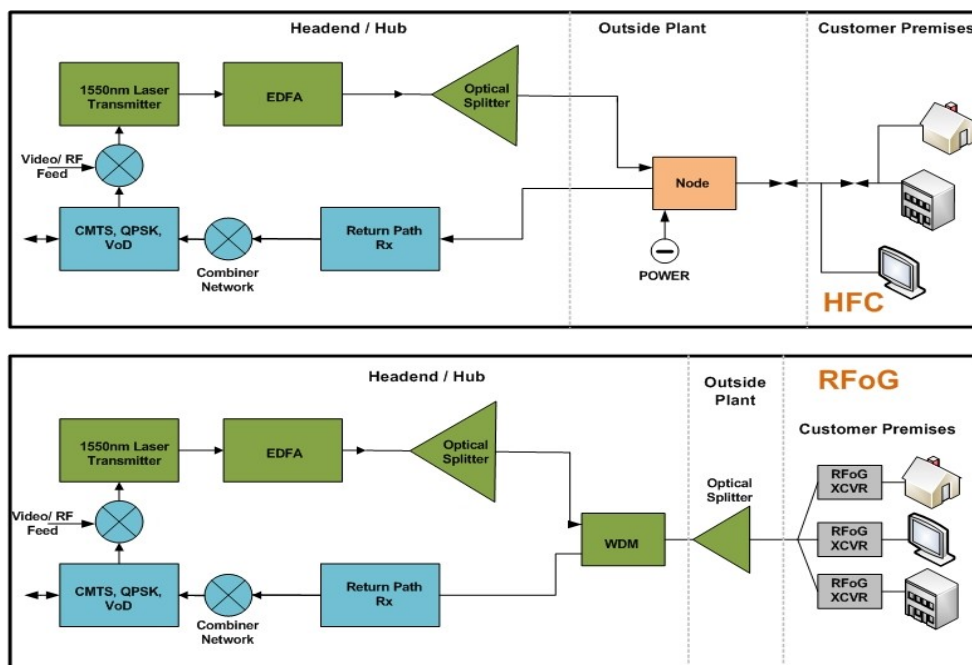 Headend / Hub
Outside Plant
Customer Premises
1550nm Laser
Transmitter
EDFA
Optical
Splitter
Video/ RF
Feed
Node
CMTS, QPSK,
VoD
Combiner
Network
Return Path
Rx
POWER
HFC
Headend / Hub
Outside
Plant
RFoG
Customer Premises
1550nm Laser
Transmitter
EDFA
Optical
Splitter
Optical
Splitter
RFoG
XCVR
Video/ RF
Feed
WDM
RFoG
XCVR
CMTS, QPSK,
VoD
Combiner
Network
Return Path
Rx
RFoG
XCVR